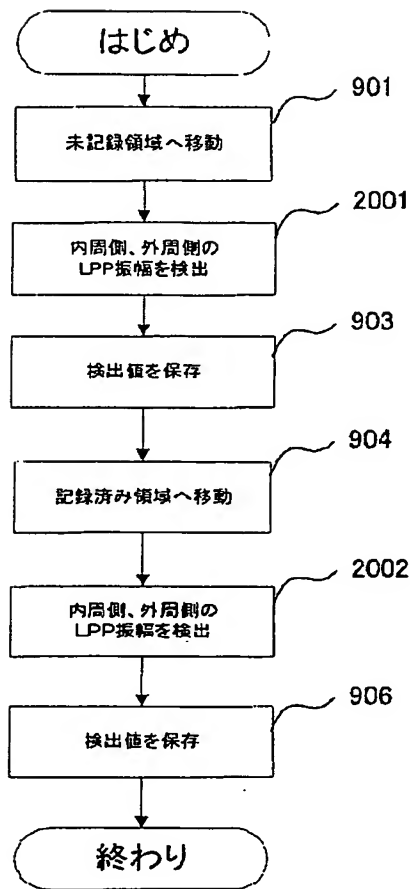 はじめ
901
未記録領域へ移動
2001
内周側、外周側の
LPP振幅を検出
903
検出値を保存
904
記録済み領域へ移動
2002
内周側、外周側の
LPP振幅を検出
906
検出値を保存
終わり